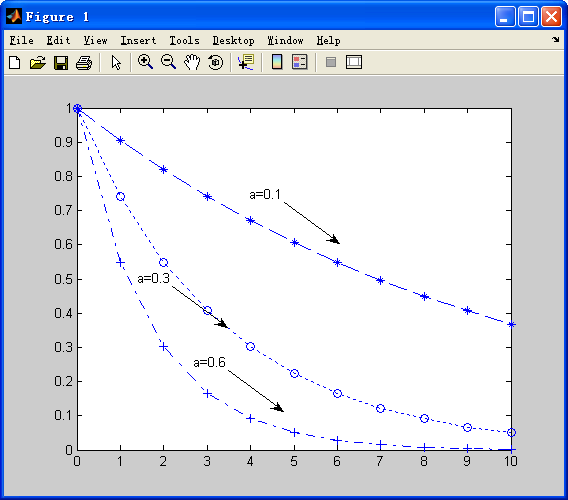 Figure 1
File Edit View Insert Tools Desktop Window Help
1
0.9
0.8
0.7
0.6
0.5
0.4
0.3
0.2
0.1
0
a=0.1
a=0.3
a=0.6
0 1 2 3 4 5 6 7 8 9 10